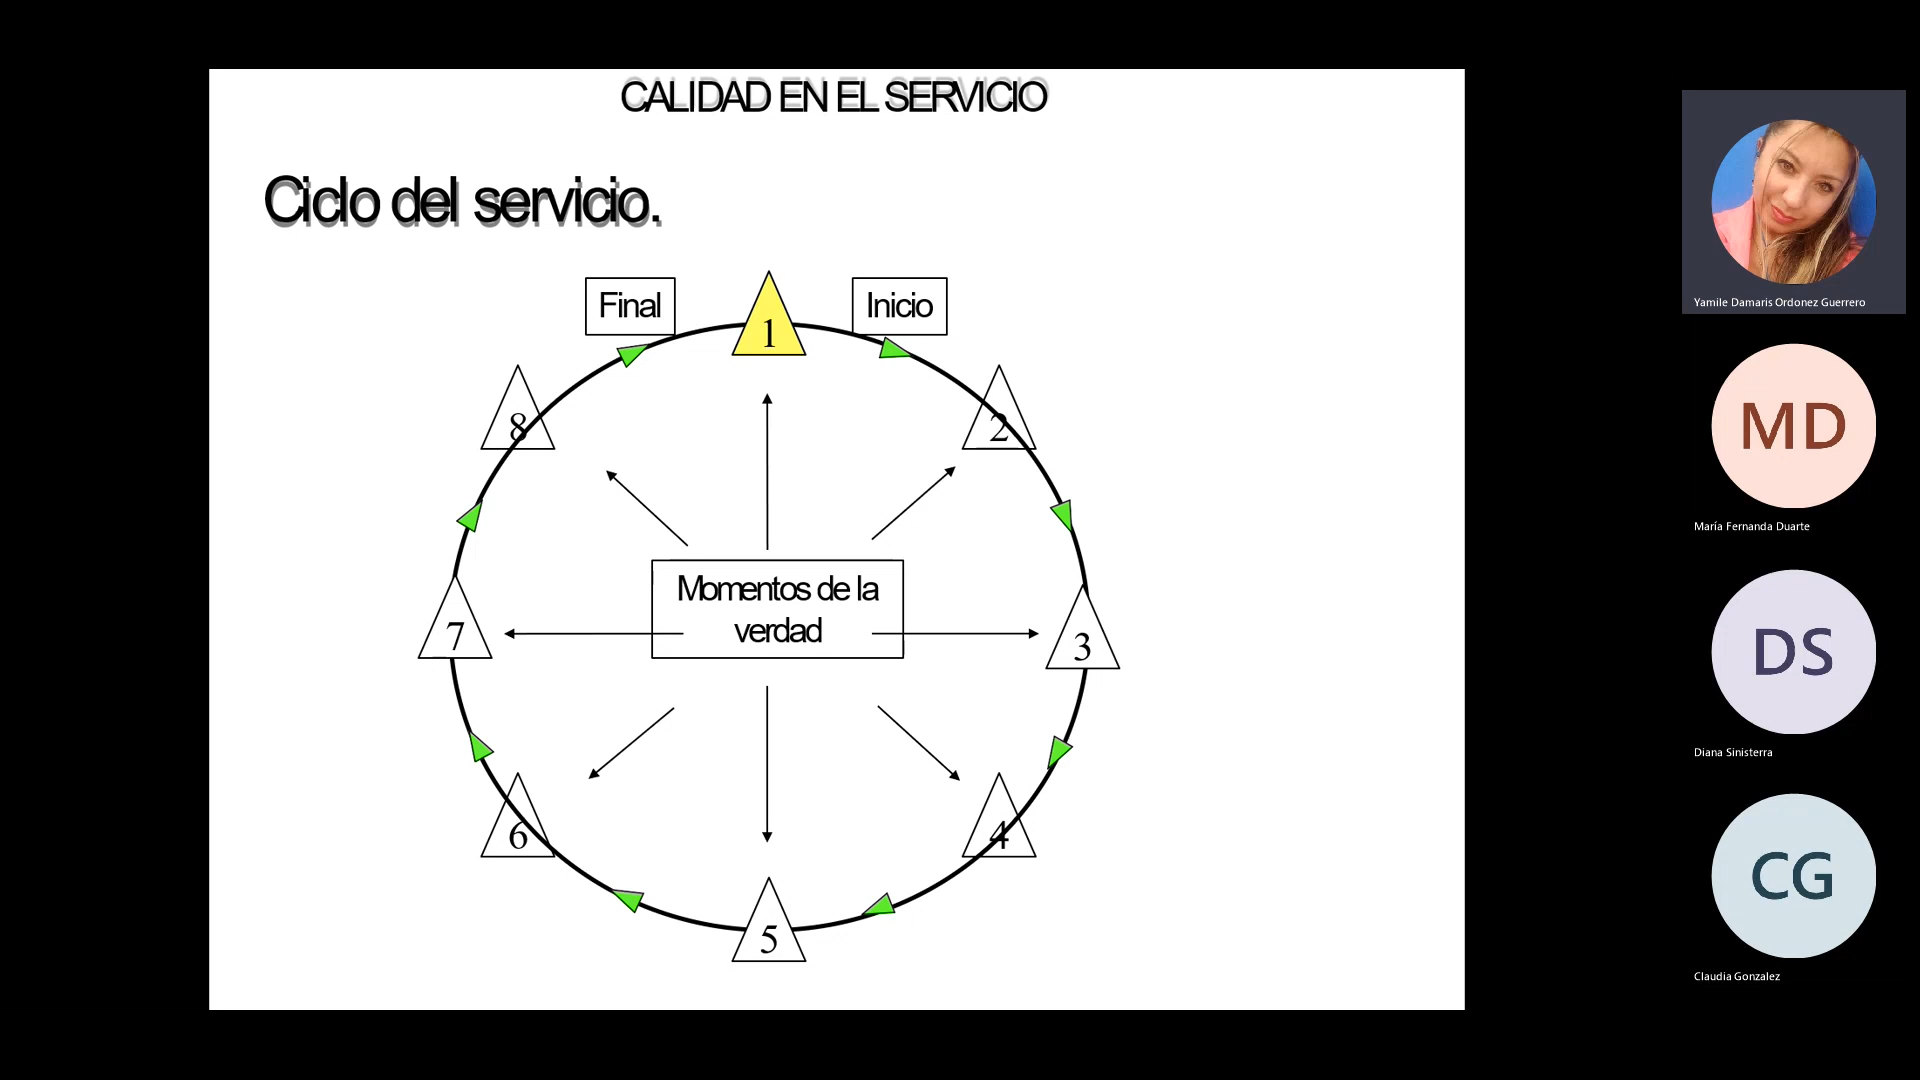 CALIDAD EN EL SERVICIO
Ciclo del servicio.
Final
Inicio
1
2
3
4
5
6
7
8
Momentos de la
verdad
Yamile Damaris Ordonez Guerrero
MD
María Fernanda Duarte
DS
Diana Sinisterra
CG
Claudia Gonzalez